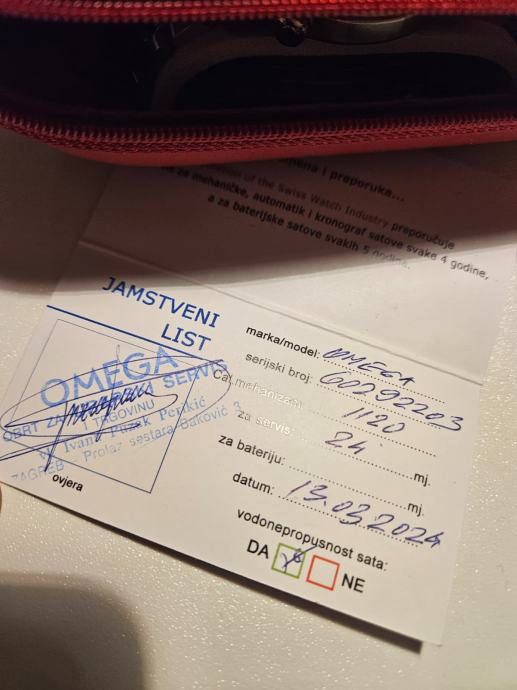 i preporuka...
of the Swiss Watch Industry preporučuje
za mehaničke, automatik i kronograf satove svake 4 godine,
a za baterijske satove svakih 5 godina.
JAMSTVENI
LIST
OMEGA
OBRT ZA SERVIS
TRGOVINU
Prolaz sestara Baković 3
ZAGREB
ovjera
marka/model: OMEGA
serijski broj: 60292203
Cal.mehanizam: 1120
za servis: 24 mj.
za bateriju: mj.
datum: 13.03.2024
vodonepropusnost sata:
DA NE